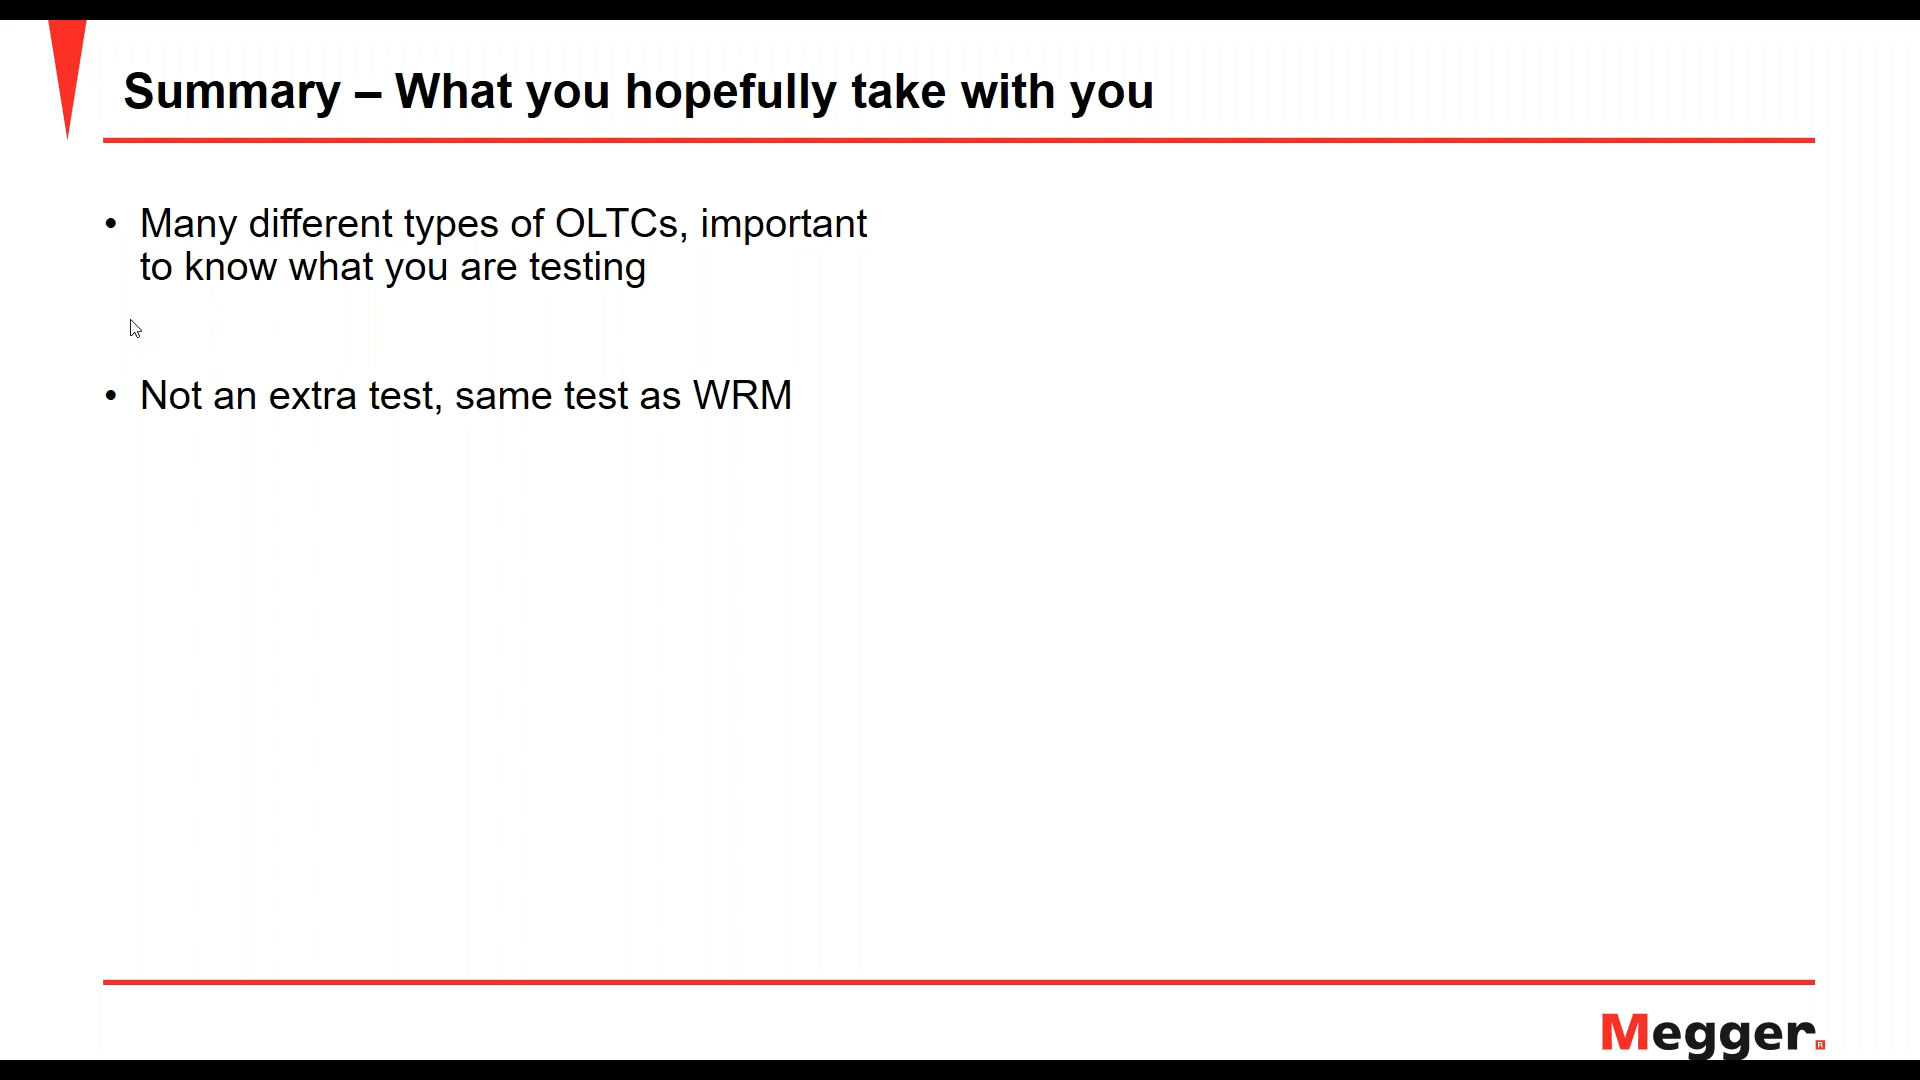 Summary – What you hopefully take with you
• Many different types of OLTCs, important
to know what you are testing
• Not an extra test, same test as WRM
Megger.